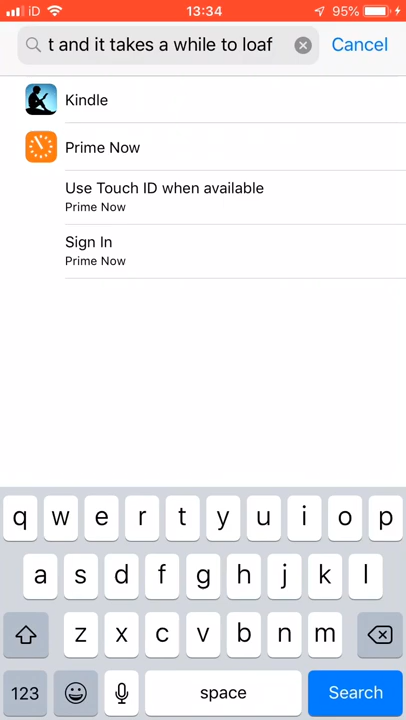 iD 13:34 95%
t and it takes a while to loaf Cancel
Kindle
Prime Now
Use Touch ID when available
Prime Now
Sign In
Prime Now
q w e r t y u i o p
a s d f g h j k l
z x c v b n m
123 space Search